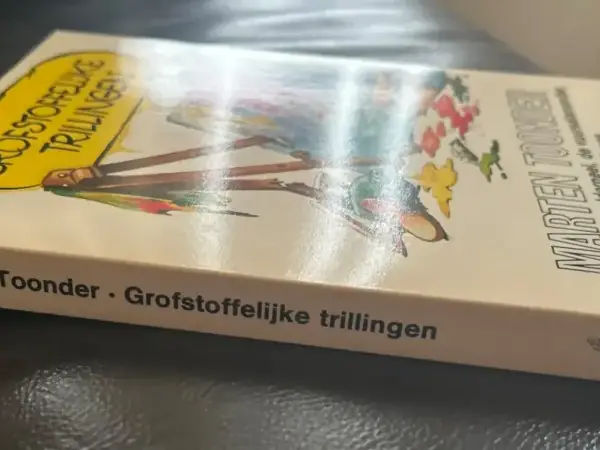 GROFSTOFFELIJKE
TRILLINGEN
MARTEN TOONDER
Toonder · Grofstoffelijke trillingen